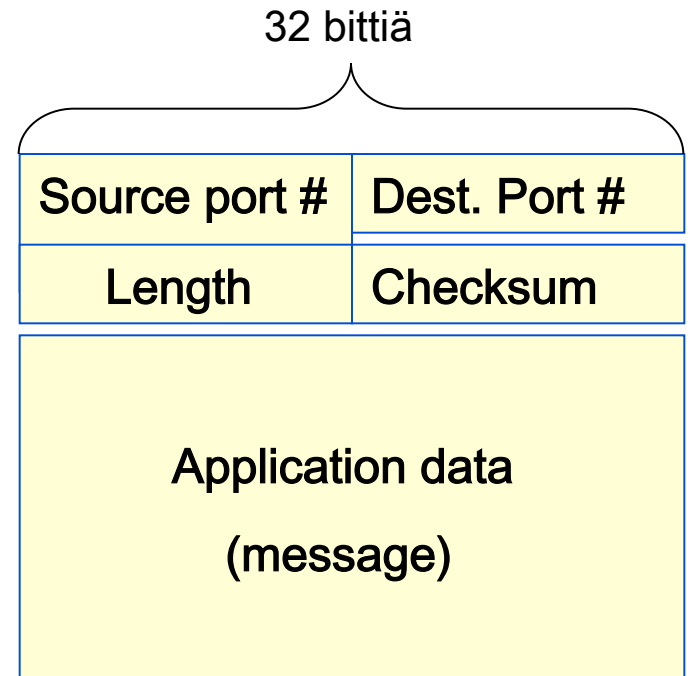 32 bittiä
Source port # Dest. Port #
Length Checksum
Application data
(message)